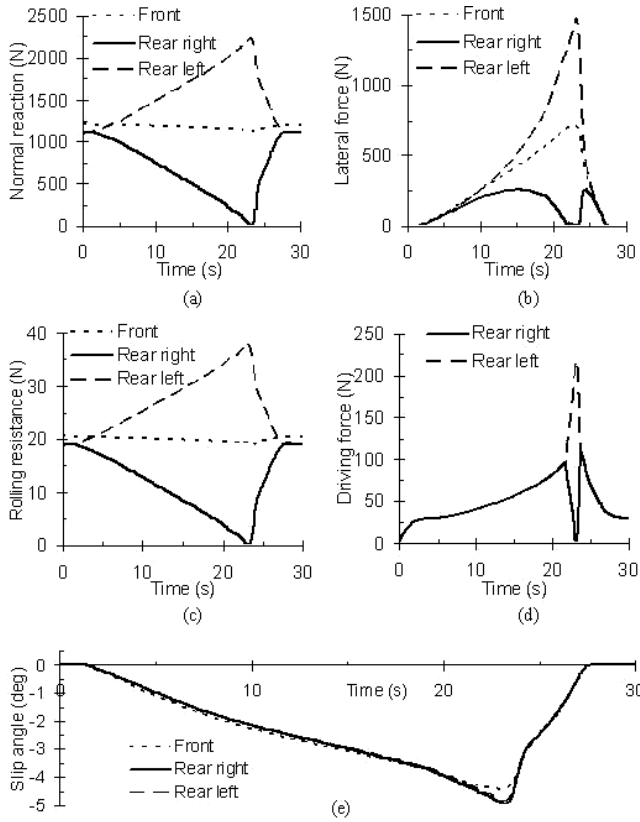 Front
Rear right
Rear left
Normal reaction (N)
2500
2000
1500
1000
500
0
0 10 20 30
Time (s)
(a)
Front
Rear right
Rear left
Lateral force (N)
1500
1000
500
0
0 10 20 30
Time (s)
(b)
Front
Rear right
Rear left
Rolling resistance (N)
40
30
20
10
0
0 10 20 30
Time (s)
(c)
Rear right
Rear left
Driving force (N)
250
200
150
100
50
0
0 10 20 30
Time (s)
(d)
Slip angle (deg)
0
-1
-2
-3
-4
-5
0 10 Time (s) 20 30
Front
Rear right
Rear left
(e)